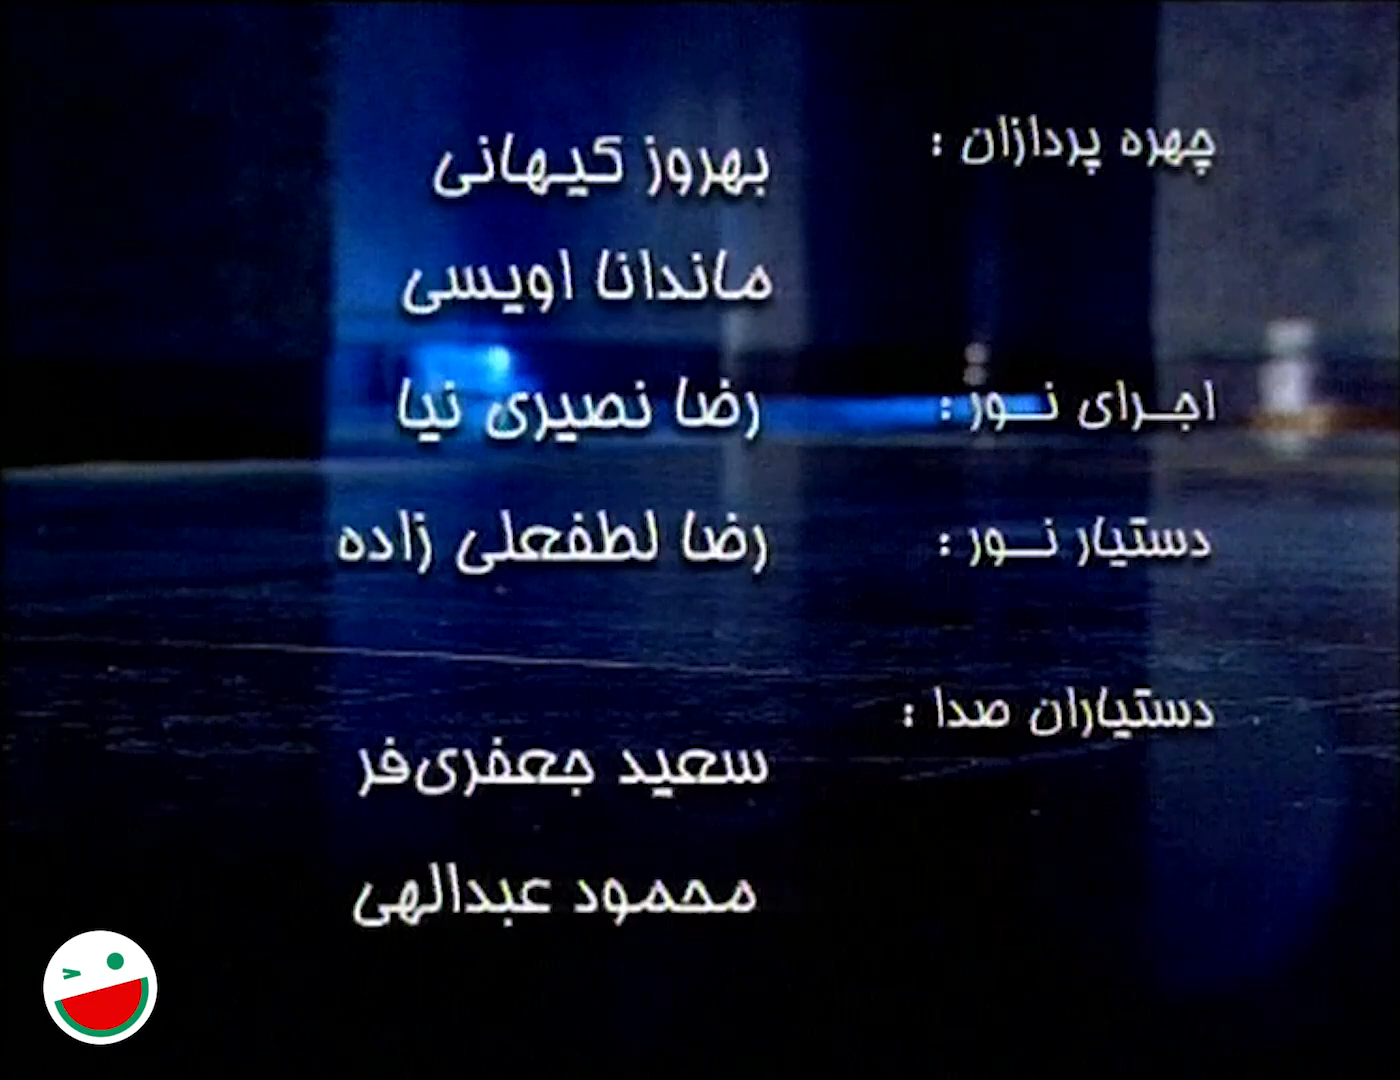 چهره پردازان :
بهروز کیهانی
ماندانا اویسی
اجرای نور :
رضا نصیری نیا
دستیار نور :
رضا لطفعلی زاده
دستیاران صدا :
سعید جعفری‌فر
محمود عبدالهی